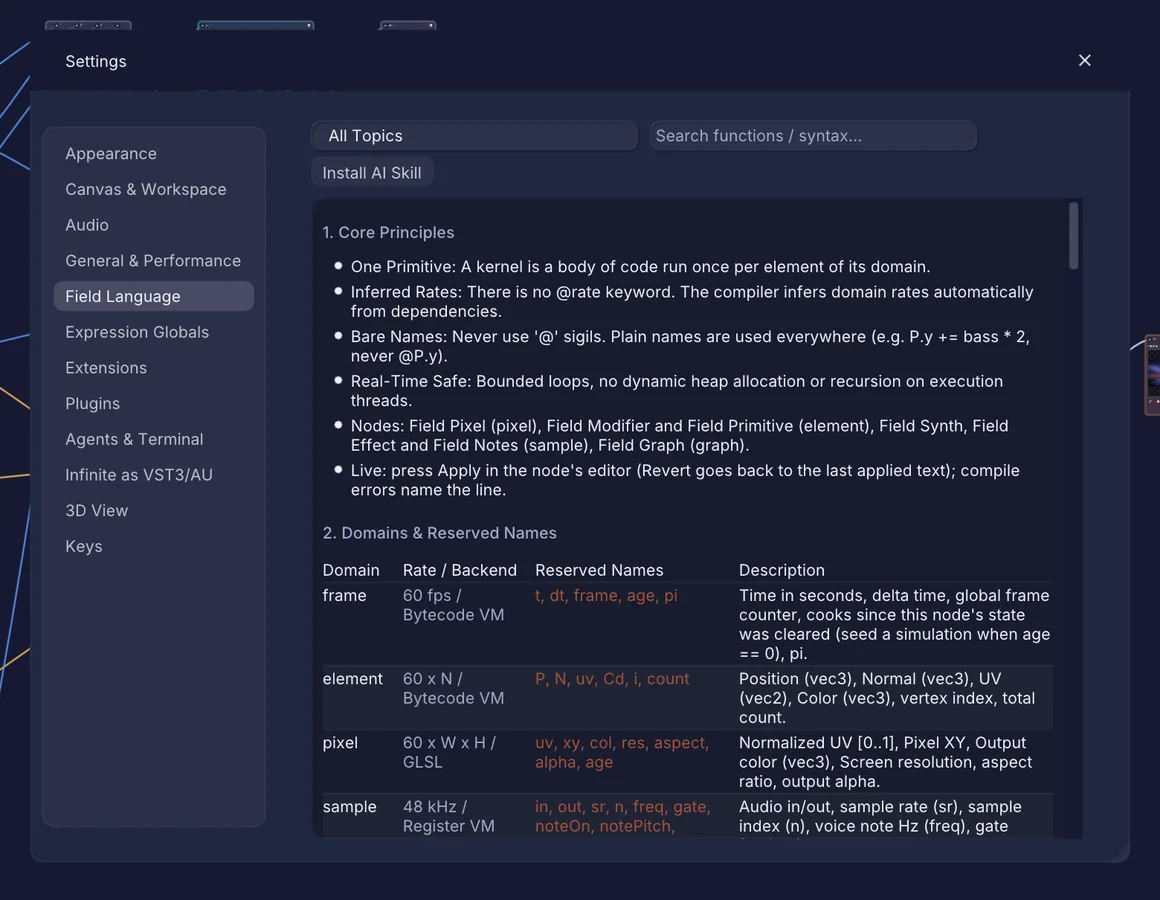 Settings
Appearance
Canvas & Workspace
Audio
General & Performance
Field Language
Expression Globals
Extensions
Plugins
Agents & Terminal
Infinite as VST3/AU
3D View
Keys
All Topics
Search functions / syntax...
Install AI Skill
1. Core Principles
One Primitive: A kernel is a body of code run once per element of its domain.
Inferred Rates: There is no @rate keyword. The compiler infers domain rates automatically
from dependencies.
Bare Names: Never use '@' sigils. Plain names are used everywhere (e.g. P.y += bass * 2,
never @P.y).
Real-Time Safe: Bounded loops, no dynamic heap allocation or recursion on execution
threads.
Nodes: Field Pixel (pixel), Field Modifier and Field Primitive (element), Field Synth, Field
Effect and Field Notes (sample), Field Graph (graph).
Live: press Apply in the node's editor (Revert goes back to the last applied text); compile
errors name the line.
2. Domains & Reserved Names
Domain Rate / Backend Reserved Names Description
frame 60 fps / t, dt, frame, age, pi Time in seconds, delta time, global frame
Bytecode VM counter, cooks since this node's state
was cleared (seed a simulation when age
== 0), pi.
element 60 x N / P, N, uv, Cd, i, count Position (vec3), Normal (vec3), UV
Bytecode VM (vec2), Color (vec3), vertex index, total
count.
pixel 60 x W x H / uv, xy, col, res, aspect, Normalized UV [0..1], Pixel XY, Output
GLSL alpha, age color (vec3), Screen resolution, aspect
ratio, output alpha.
sample 48 kHz / in, out, sr, n, freq, gate, Audio in/out, sample rate (sr), sample
Register VM noteOn, notePitch, index (n), voice note Hz (freq), gate